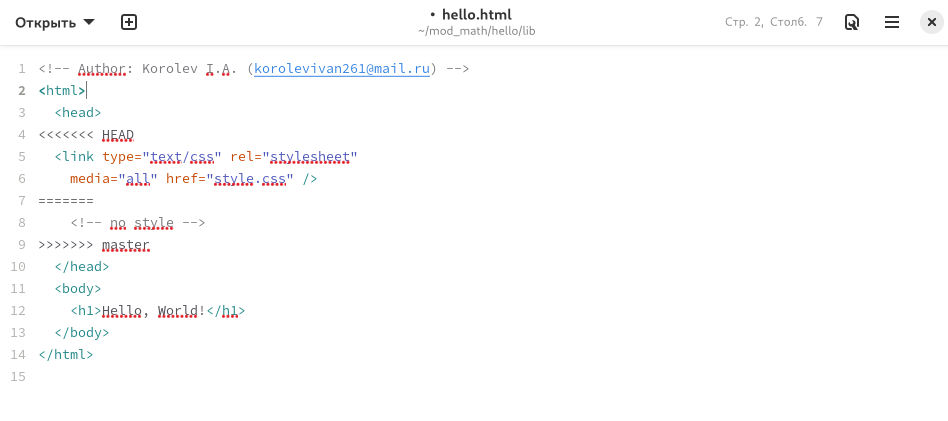 Открыть
• hello.html
~/mod_math/hello/lib
Стр. 2, Столб. 7
1 <!-- Author: Korolev I.A. (korolevivan261@mail.ru) -->
2 <html>
3   <head>
4 <<<<<<< HEAD
5   <link type="text/css" rel="stylesheet"
6     media="all" href="style.css" />
7 =======
8     <!-- no style -->
9 >>>>>>> master
10   </head>
11   <body>
12     <h1>Hello, World!</h1>
13   </body>
14 </html>
15